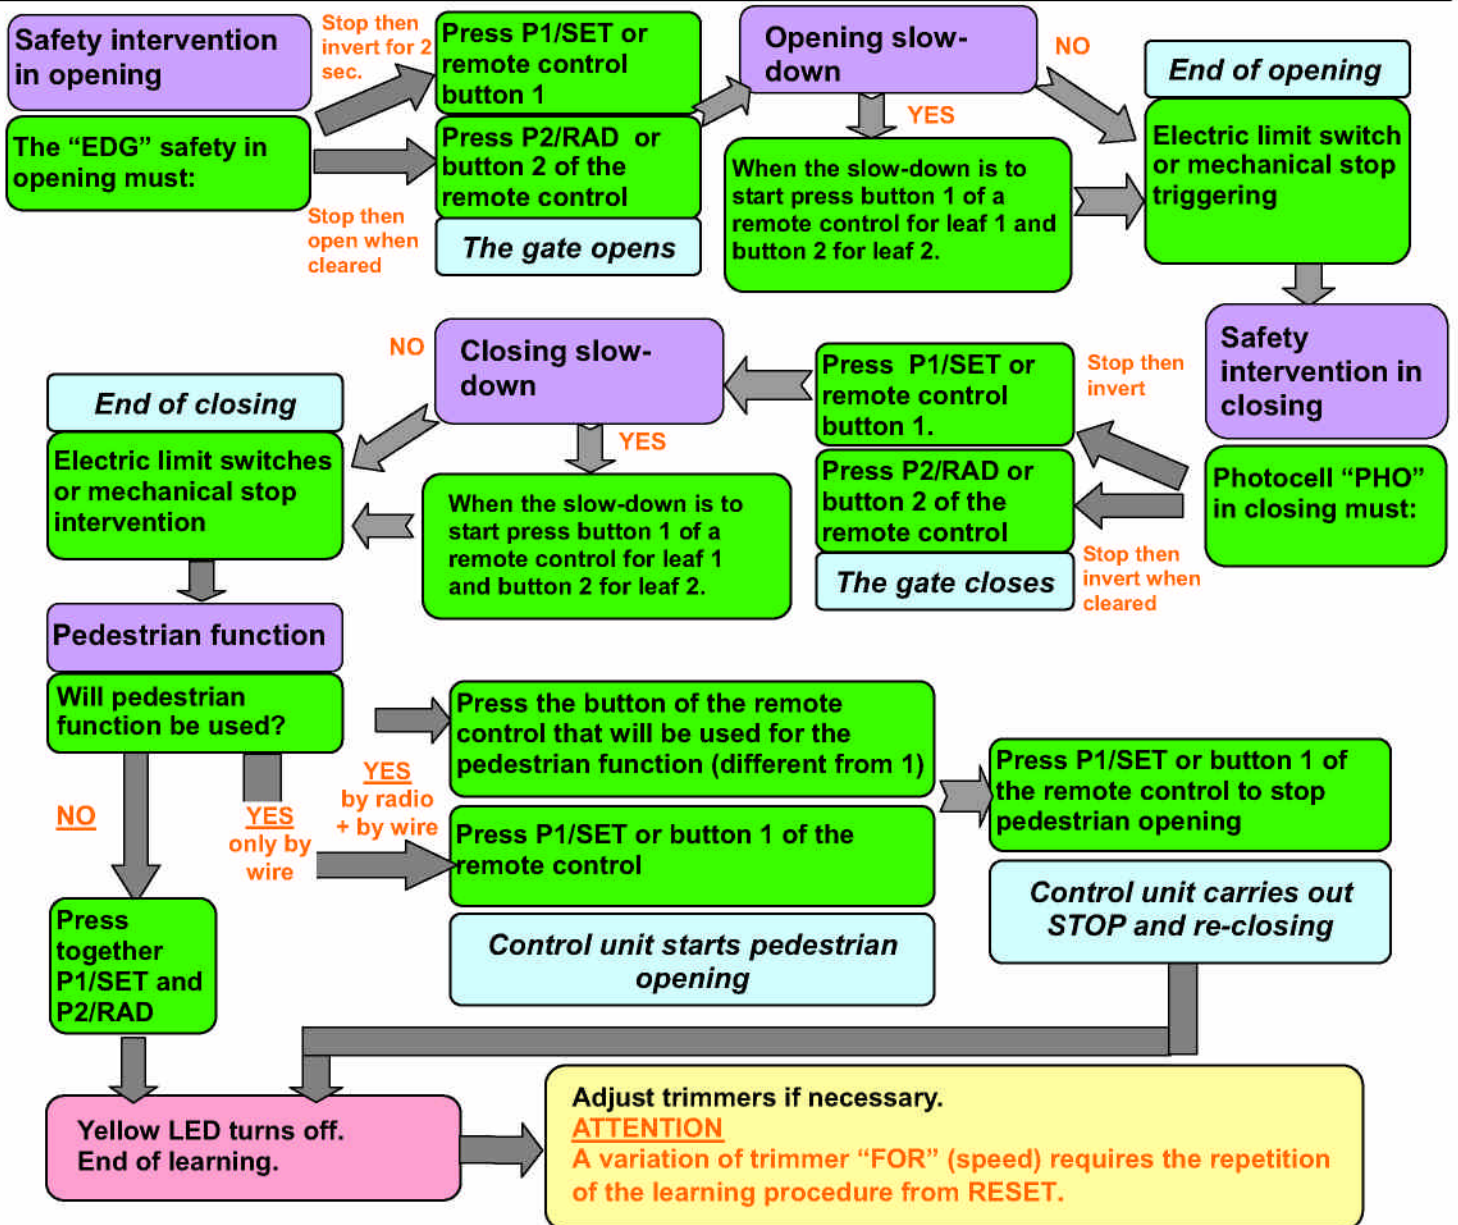 Safety intervention
in opening
The “EDG” safety in
opening must:
Stop then
invert for 2
sec.
Stop then
open when
cleared
Press P1/SET or
remote control
button 1
Press P2/RAD or
button 2 of the
remote control
The gate opens
Opening slow-
down
NO
YES
When the slow-down is to
start press button 1 of a
remote control for leaf 1 and
button 2 for leaf 2.
End of opening
Electric limit switch
or mechanical stop
triggering
Safety
intervention in
closing
Photocell “PHO”
in closing must:
Stop then
invert
Stop then
invert when
cleared
Press P1/SET or
remote control
button 1.
Press P2/RAD or
button 2 of the
remote control
The gate closes
Closing slow-
down
NO
YES
When the slow-down is to
start press button 1 of a
remote control for leaf 1
and button 2 for leaf 2.
End of closing
Electric limit switches
or mechanical stop
intervention
Pedestrian function
Will pedestrian
function be used?
NO
YES
only by
wire
YES
by radio
+ by wire
Press the button of the remote
control that will be used for the
pedestrian function (different from 1)
Press P1/SET or button 1 of the
remote control
Control unit starts pedestrian
opening
Press P1/SET or button 1 of
the remote control to stop
pedestrian opening
Control unit carries out
STOP and re-closing
Press
together
P1/SET and
P2/RAD
Yellow LED turns off.
End of learning.
Adjust trimmers if necessary.
ATTENTION
A variation of trimmer “FOR” (speed) requires the repetition
of the learning procedure from RESET.